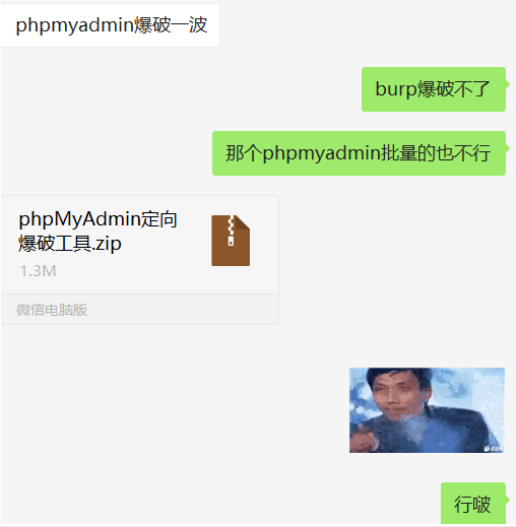 phpmyadmin爆破一波
burp爆破不了
那个phpmyadmin批量的也不行
phpMyAdmin定向
爆破工具.zip
1.3M
微信电脑版
行啵